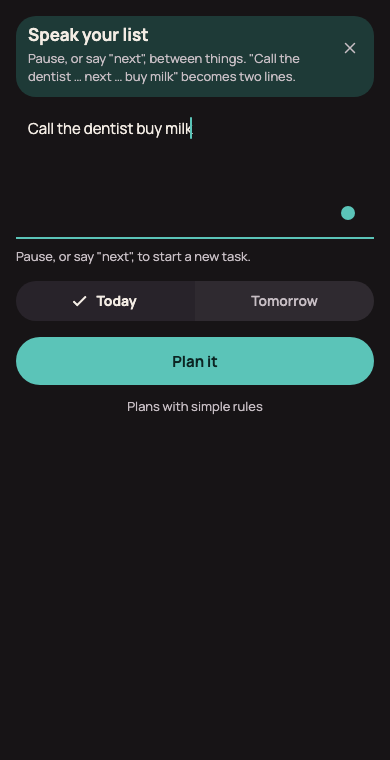 Speak your list
Pause, or say "next", between things. "Call the
dentist … next … buy milk" becomes two lines.
Call the dentist buy milk
Pause, or say "next", to start a new task.
Today
Tomorrow
Plan it
Plans with simple rules